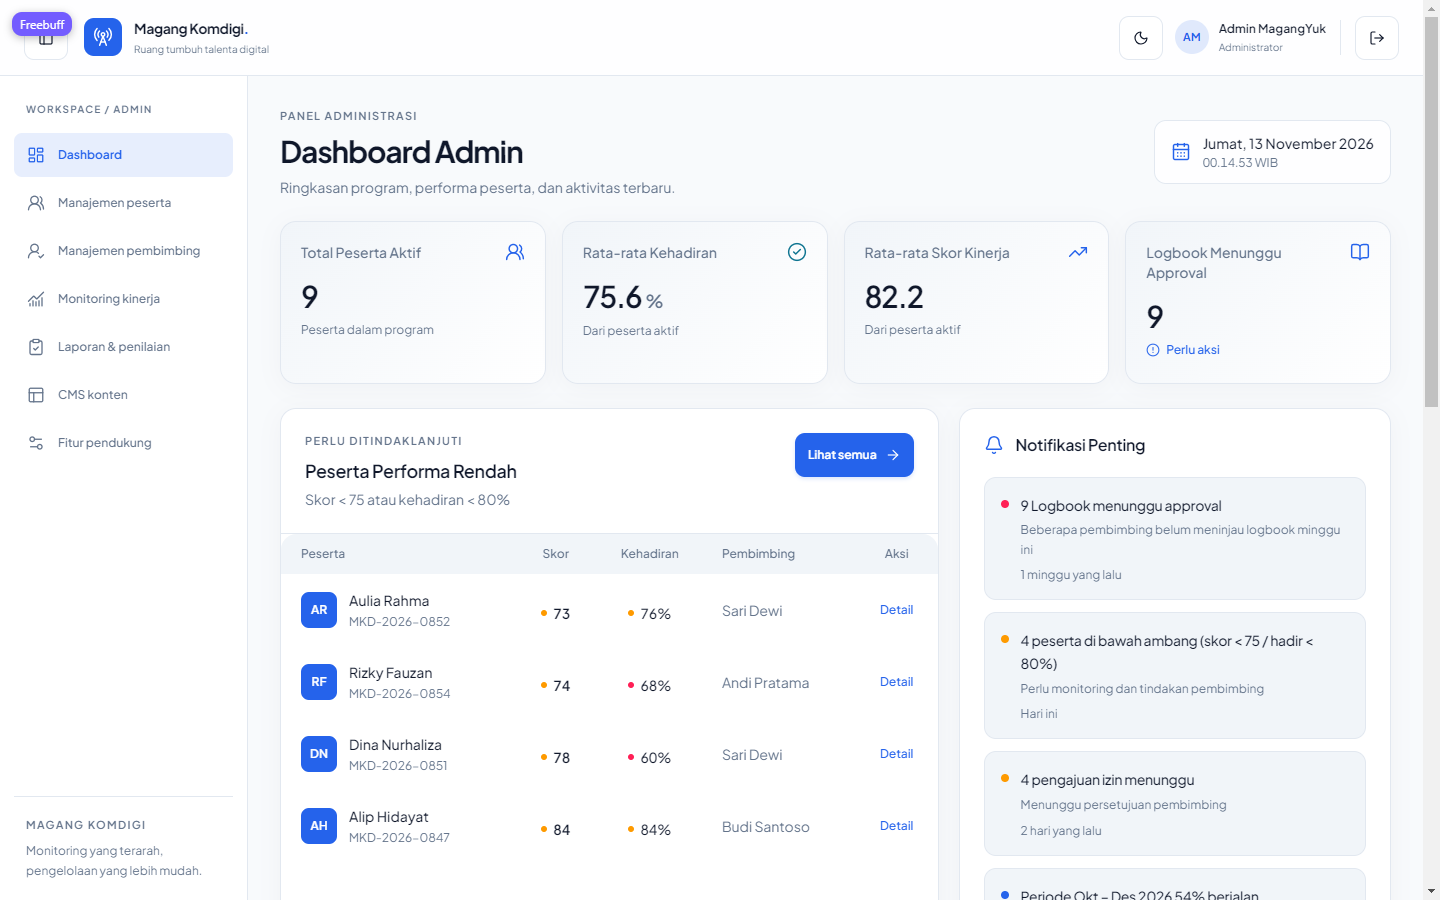 Freebuff
Magang Komdigi.
Ruang tumbuh talenta digital
AM
Admin MagangYuk
Administrator
WORKSPACE / ADMIN
Dashboard
Manajemen peserta
Manajemen pembimbing
Monitoring kinerja
Laporan & penilaian
CMS konten
Fitur pendukung
MAGANG KOMDIGI
Monitoring yang terarah,
pengelolaan yang lebih mudah.
PANEL ADMINISTRASI
Dashboard Admin
Ringkasan program, performa peserta, dan aktivitas terbaru.
Jumat, 13 November 2026
00.14.53 WIB
Total Peserta Aktif
9
Peserta dalam program
Rata-rata Kehadiran
75.6 %
Dari peserta aktif
Rata-rata Skor Kinerja
82.2
Dari peserta aktif
Logbook Menunggu
Approval
9
Perlu aksi
PERLU DITINDAKLANJUTI
Peserta Performa Rendah
Skor < 75 atau kehadiran < 80%
Lihat semua
Peserta Skor Kehadiran Pembimbing Aksi
AR Aulia Rahma 73 76% Sari Dewi Detail
MKD-2026-0852
RF Rizky Fauzan 74 68% Andi Pratama Detail
MKD-2026-0854
DN Dina Nurhaliza 78 60% Sari Dewi Detail
MKD-2026-0851
AH Alip Hidayat 84 84% Budi Santoso Detail
MKD-2026-0847
Notifikasi Penting
9 Logbook menunggu approval
Beberapa pembimbing belum meninjau logbook minggu
ini
1 minggu yang lalu
4 peserta di bawah ambang (skor < 75 / hadir <
80%)
Perlu monitoring dan tindakan pembimbing
Hari ini
4 pengajuan izin menunggu
Menunggu persetujuan pembimbing
2 hari yang lalu
Periode Okt – Des 2026 54% berjalan